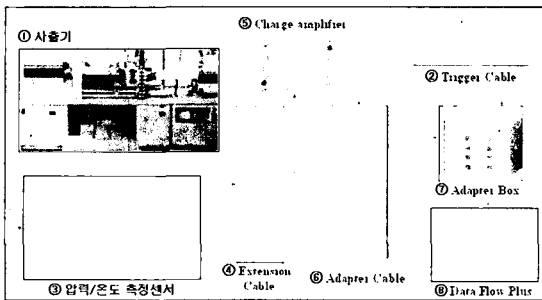 ⑤ Charge amplifier
① 사출기
② Trigger Cable
⑦ Adapter Box
④ Extension
Cable
⑥ Adapter Cable
③ 압력/온도 측정센서
⑧ Data Flow Plus